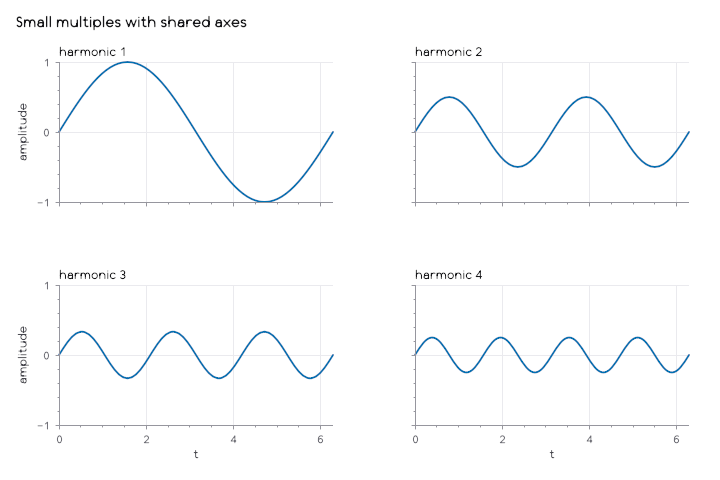 Small multiples with shared axes
harmonic 1
harmonic 2
1
0
−1
amplitude
harmonic 3
harmonic 4
1
0
−1
amplitude
0 2 4 6
0 2 4 6
t
t